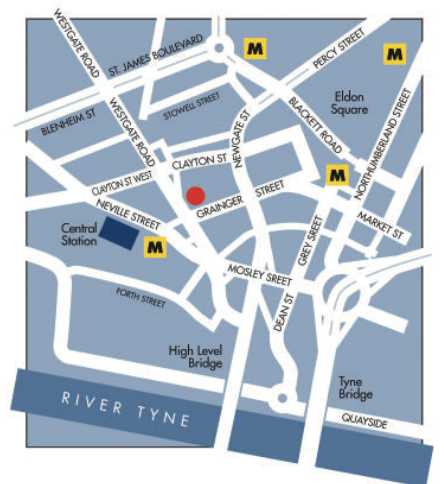 WESTGATE ROAD
ST. JAMES BOULEVARD
M
PERCY STREET
M
Eldon
Square
BLENHEIM ST
STOWELL STREET
WESTGATE ROAD
NEWGATE ST
BLACKETT ROAD
NORTHUMBERLAND STREET
CLAYTON ST
CLAYTON ST WEST
M
GRAINGER STREET
NEVILLE STREET
MARKET ST
Central
Station
M
GREY SREET
MOSLEY SREET
FORTH STREET
DEAN ST
High Level
Bridge
Tyne
Bridge
RIVER TYNE
QUAYSIDE